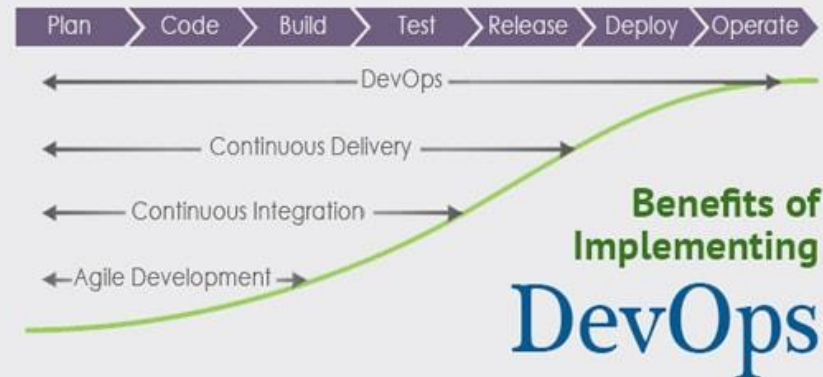 Plan Code Build Test Release Deploy Operate
DevOps
Continuous Delivery
Continuous Integration
Agile Development
Benefits of
Implementing
DevOps